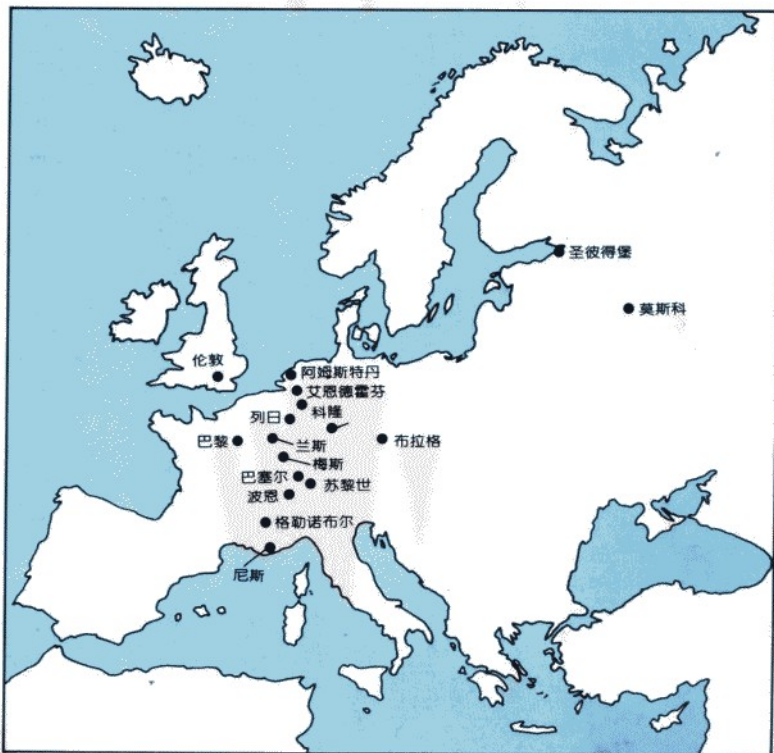 圣彼得堡
莫斯科
伦敦
阿姆斯特丹
艾恩德霍芬
科隆
列日
巴黎
兰斯
布拉格
梅斯
巴塞尔
苏黎世
波恩
格勒诺布尔
尼斯